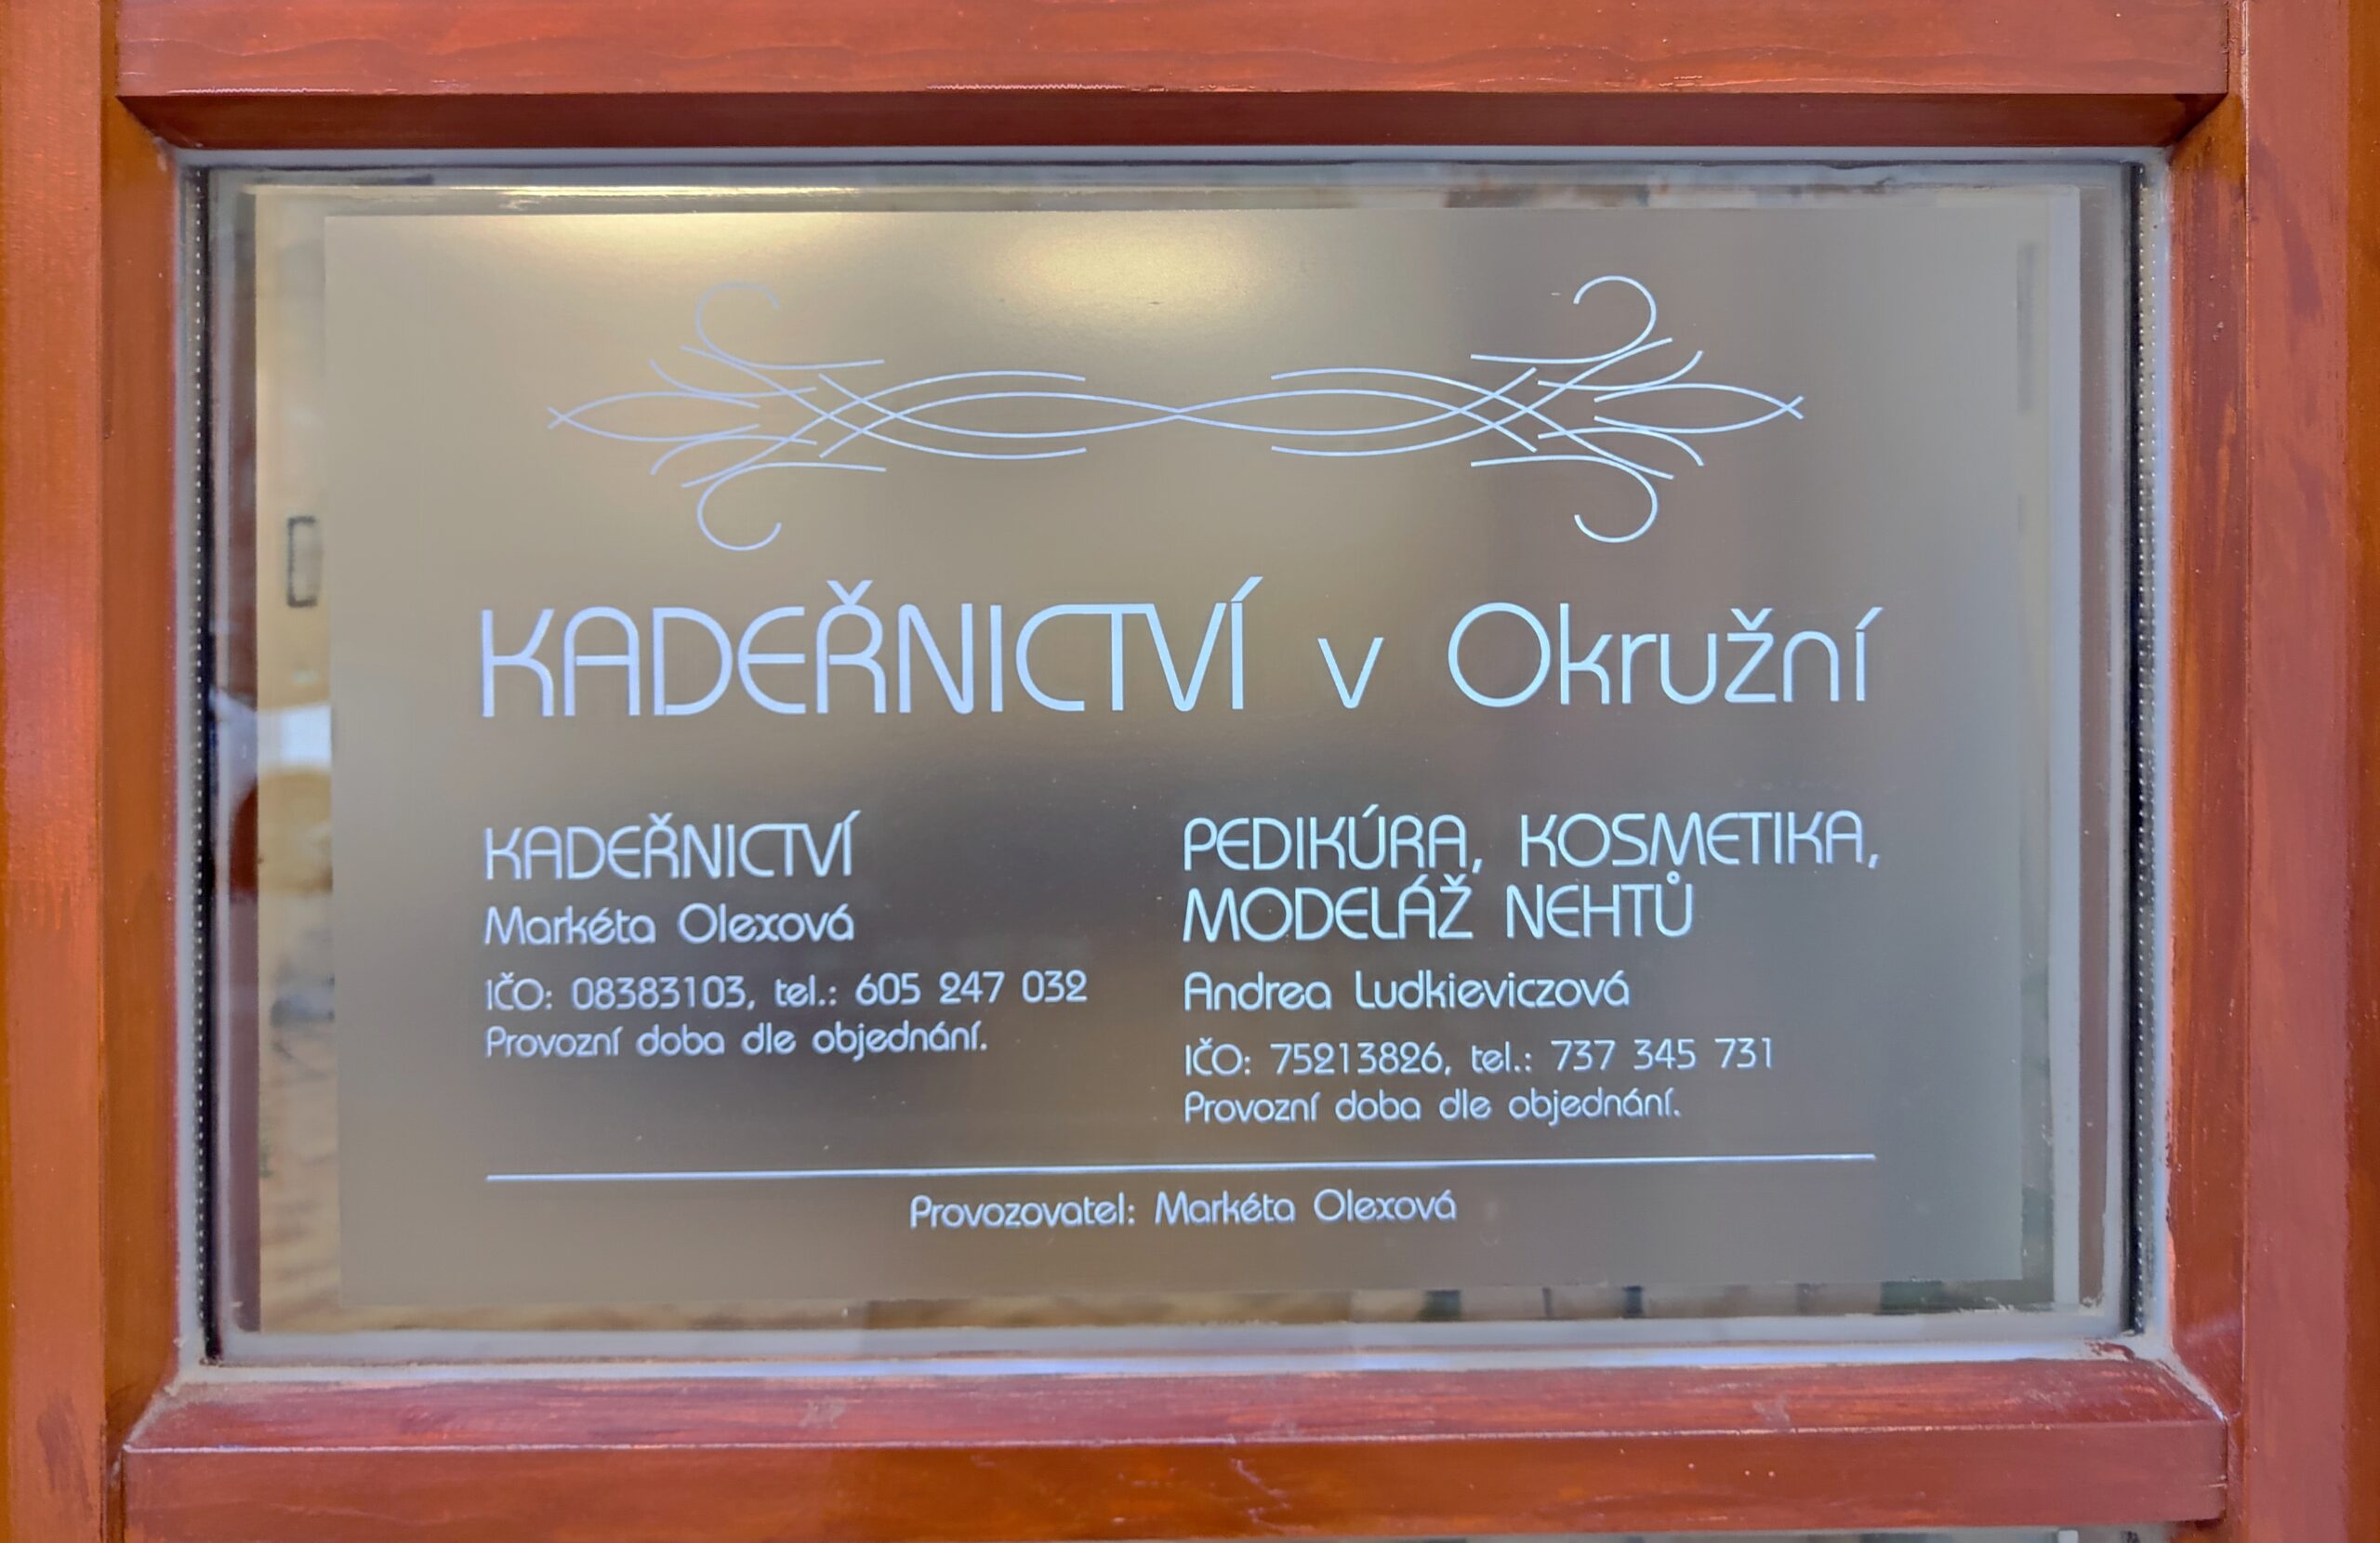 KADEŘNICTVÍ v Okružní
KADEŘNICTVÍ
Markéta Olexová
IČO: 08383103, tel.: 605 247 032
Provozní doba dle objednání.
PEDIKÚRA, KOSMETIKA,
MODELÁŽ NEHTŮ
Andrea Ludkieviczová
IČO: 75213826, tel.: 737 345 731
Provozní doba dle objednání.
Provozovatel: Markéta Olexová